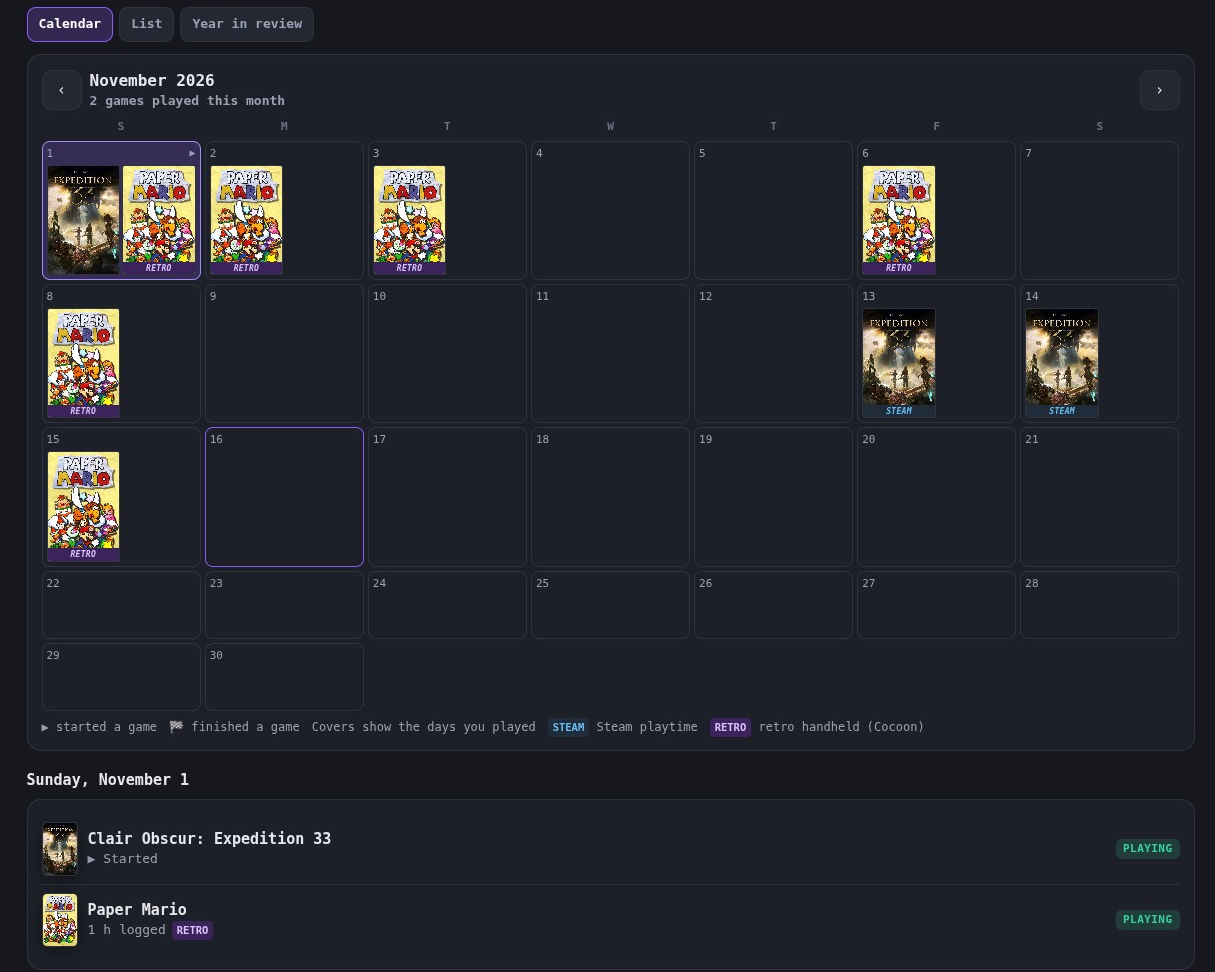 Calendar List Year in review
‹ November 2026 ›
2 games played this month
S M T W T F S
1 ▶ 2 3 4 5 6 7
EXPEDITION PAPER PAPER PAPER PAPER
33 MARIO MARIO MARIO MARIO
RETRO RETRO RETRO RETRO
8 9 10 11 12 13 14
PAPER EXPEDITION EXPEDITION
MARIO 33 33
RETRO STEAM STEAM
15 16 17 18 19 20 21
PAPER
MARIO
RETRO
22 23 24 25 26 27 28
29 30
▶ started a game 🏁 finished a game Covers show the days you played STEAM Steam playtime RETRO retro handheld (Cocoon)
Sunday, November 1
Clair Obscur: Expedition 33
▶ Started PLAYING
Paper Mario
1 h logged RETRO PLAYING